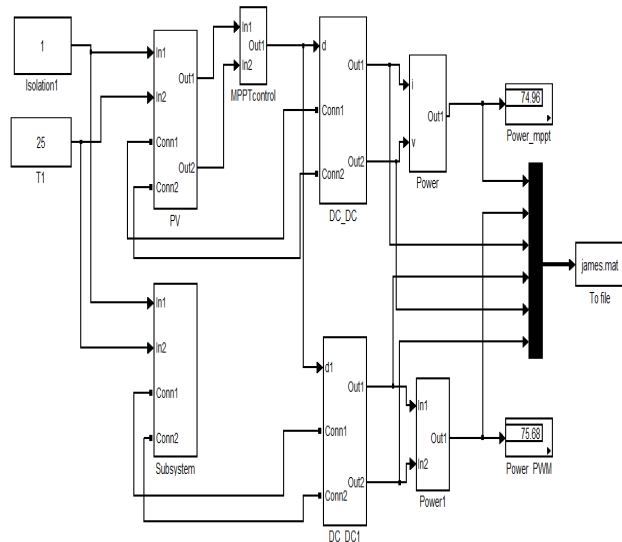 1
Isolation1
25
T1
In1
In2
Conn1
Conn2
Out1
Out2
PV
In1
In2
Out1
MPPTcontrol
d
Conn1
Conn2
Out1
Out2
DC_DC
i
v
Out1
Power
74.96
Power_mppt
james.mat
To file
In1
In2
Conn1
Conn2
Subsystem
d1
Conn1
Conn2
Out1
Out2
DC_DC1
In1
In2
Out1
Power1
75.68
Power_PWM